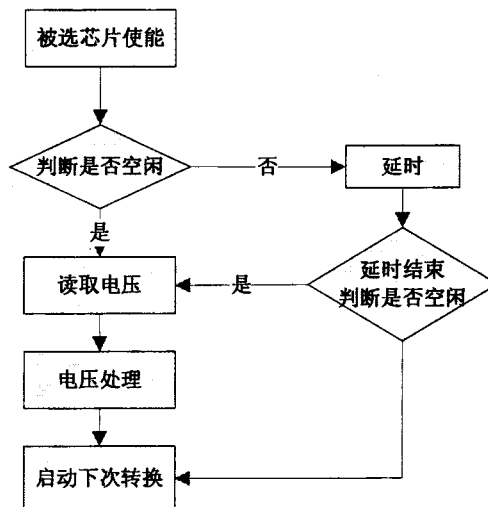 被选芯片使能
判断是否空闲
否
延时
是
读取电压
是
延时结束
判断是否空闲
电压处理
启动下次转换